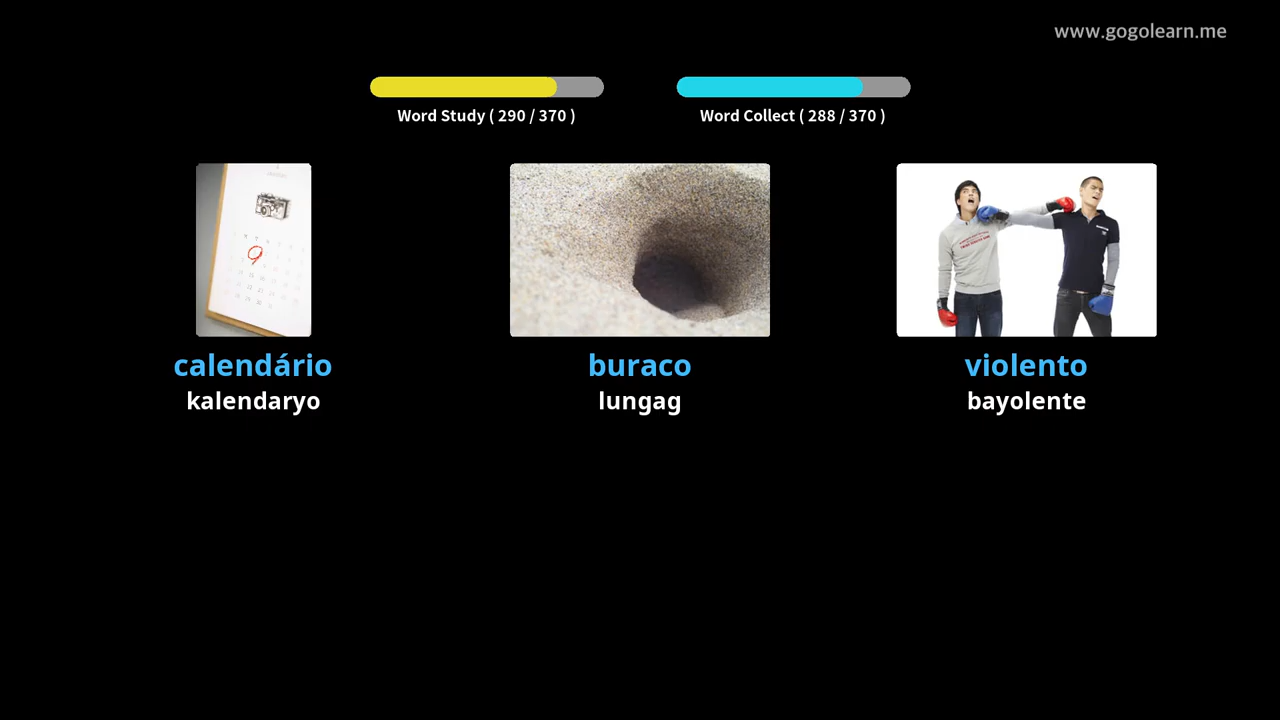 www.gogolearn.me
Word Study ( 290 / 370 )
Word Collect ( 288 / 370 )
calendário
kalendaryo
buraco
lungag
violento
bayolente